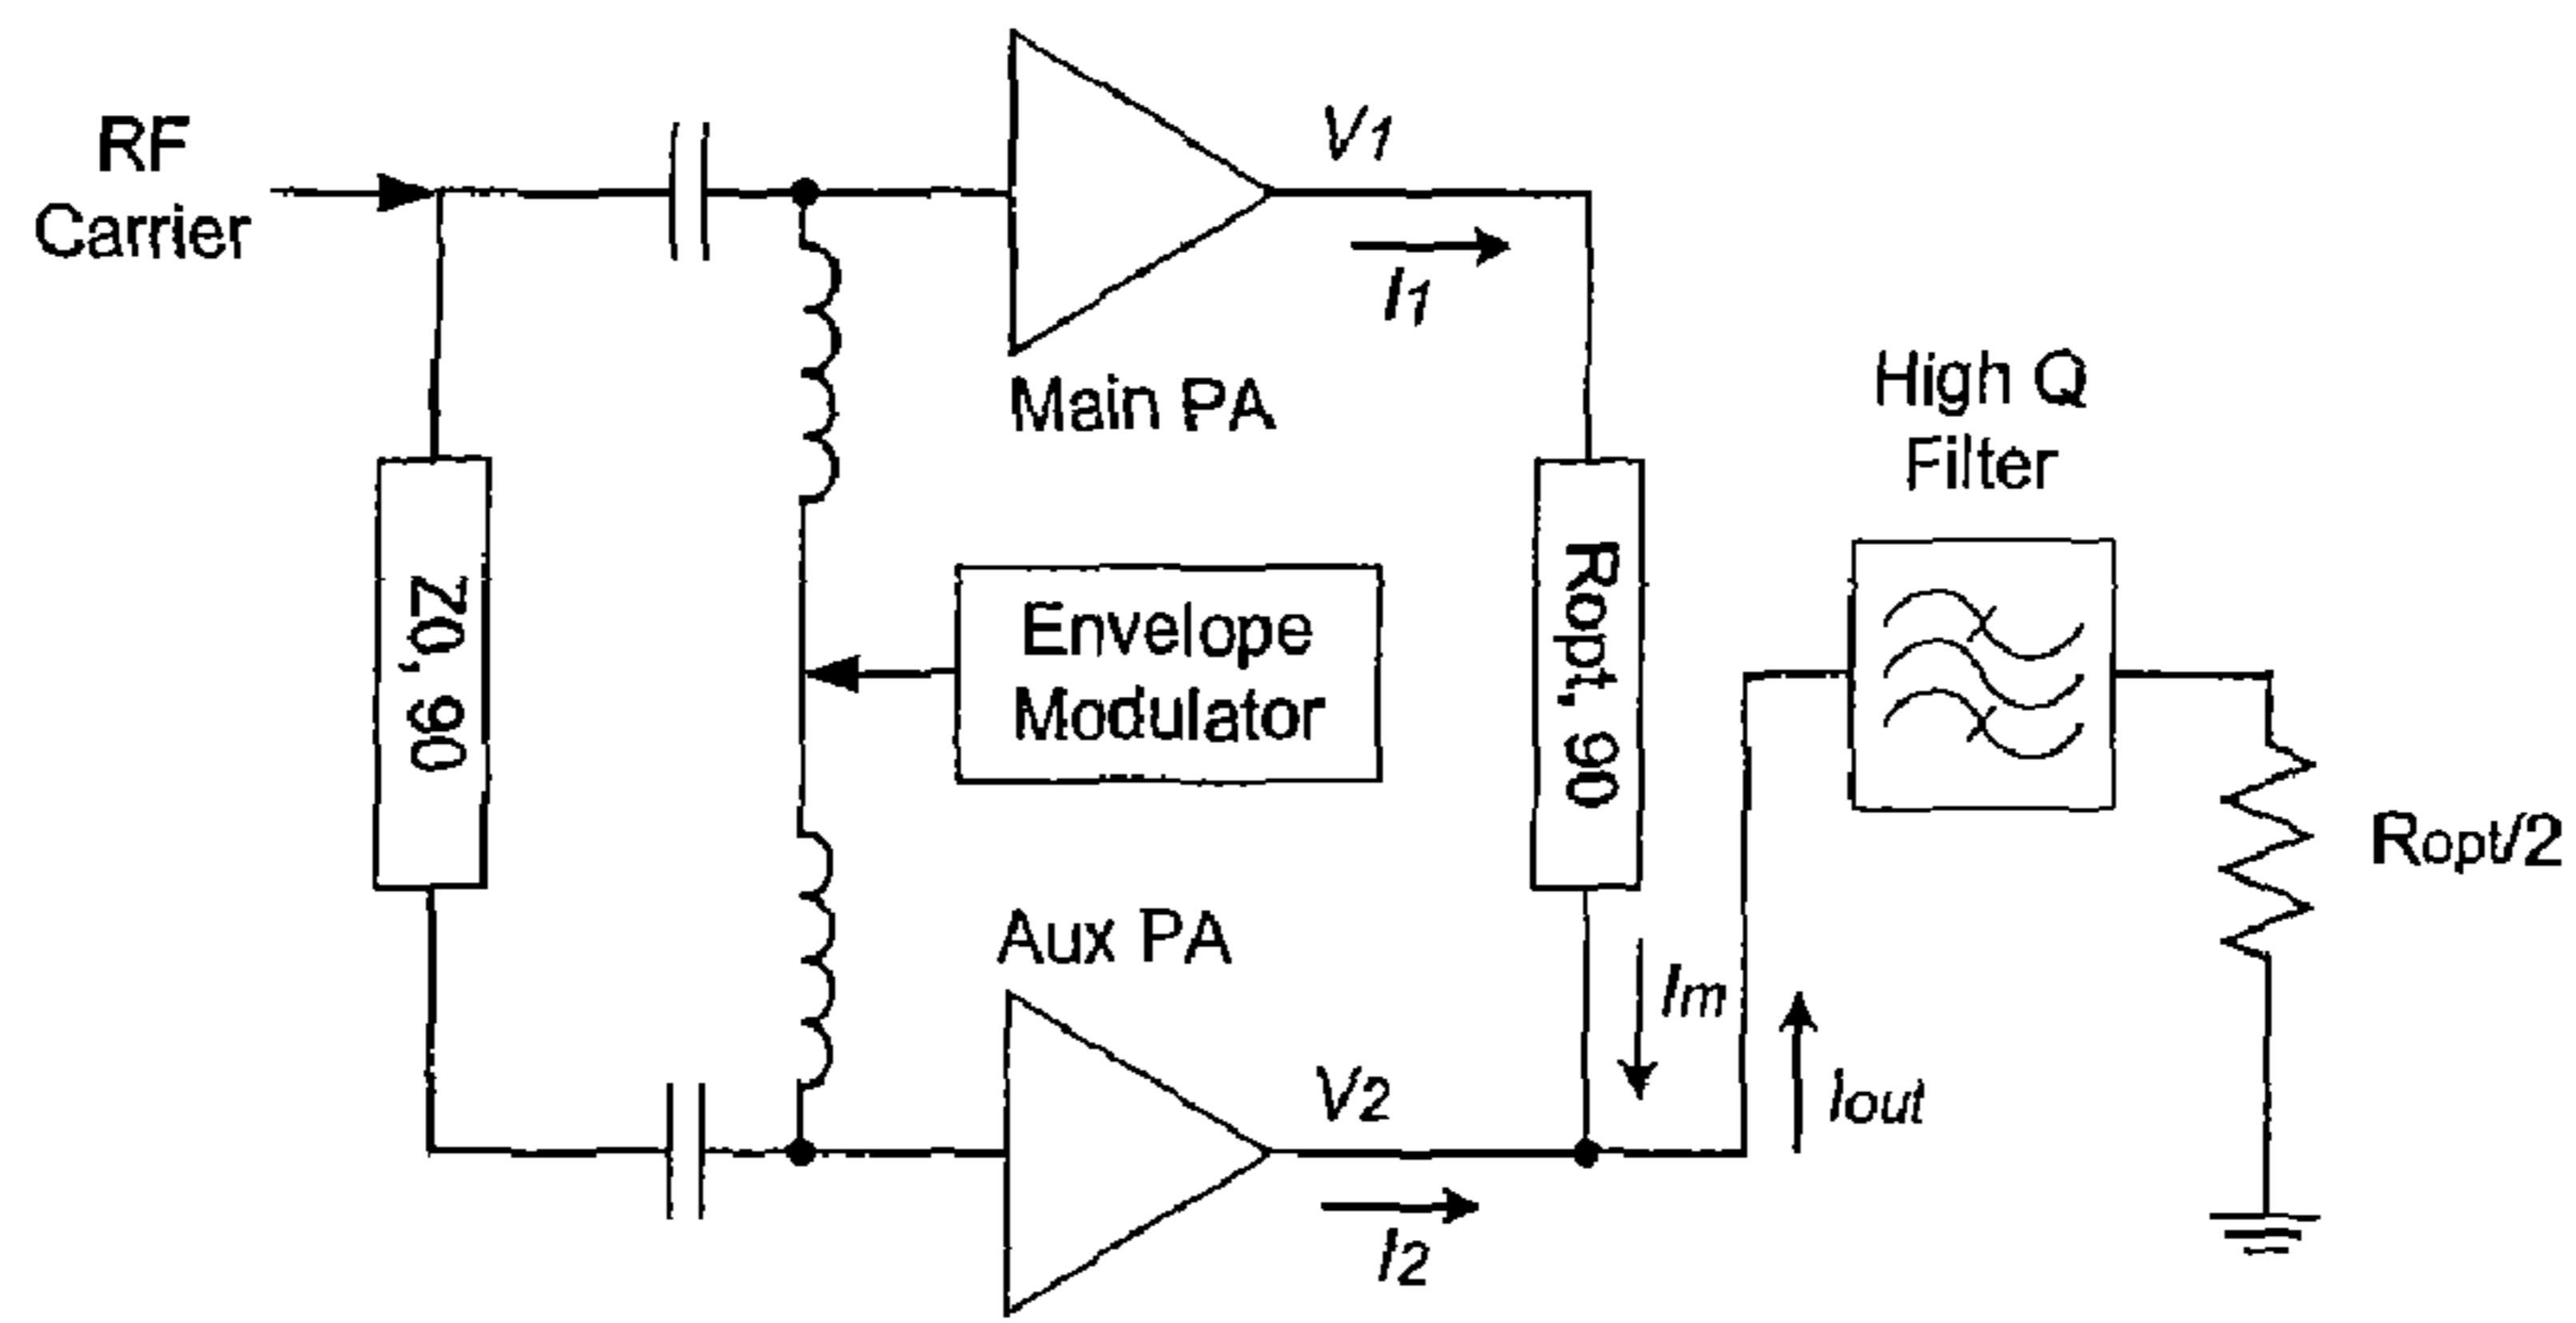 RF
Carrier
V1
I1
Main PA
High Q
Filter
Z0, 90
Envelope
Modulator
Ropt, 90
Ropt/2
Aux PA
Im
V2
Iout
I2